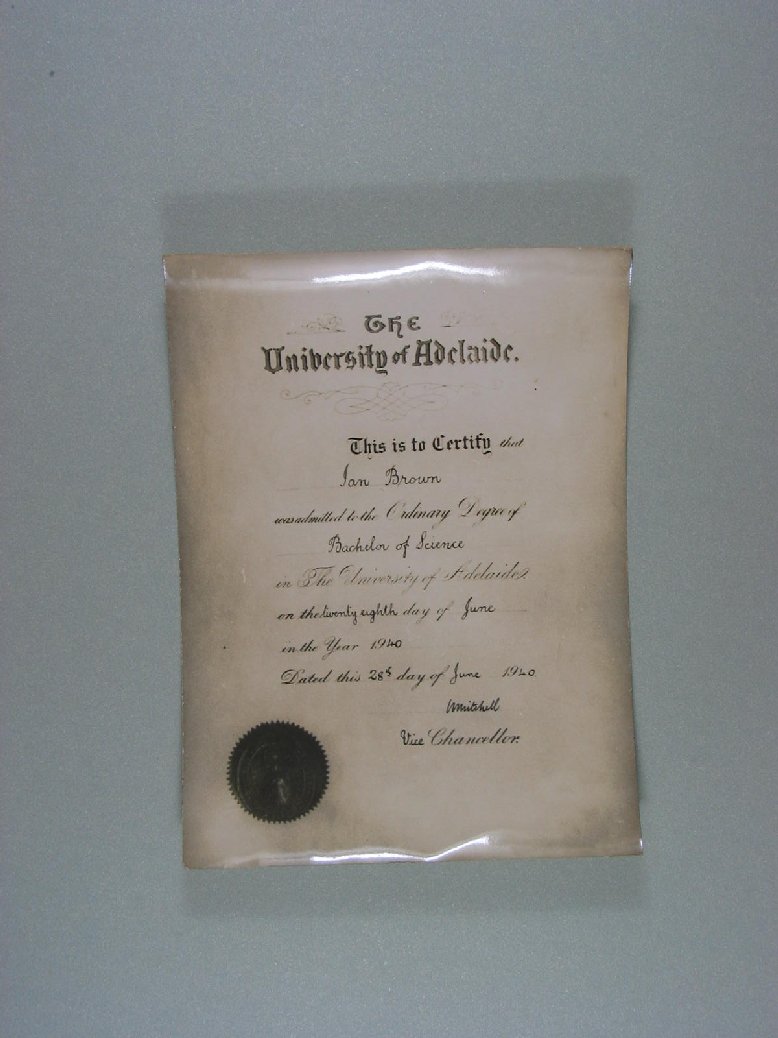 The
University of Adelaide.
This is to Certify that
Ian Brown
was admitted to the Ordinary Degree of
Bachelor of Science
in The University of Adelaide,
on the twenty eighth day of June
in the Year 1940
Dated this 28th day of June 1940
WMitchell
Vice Chancellor.